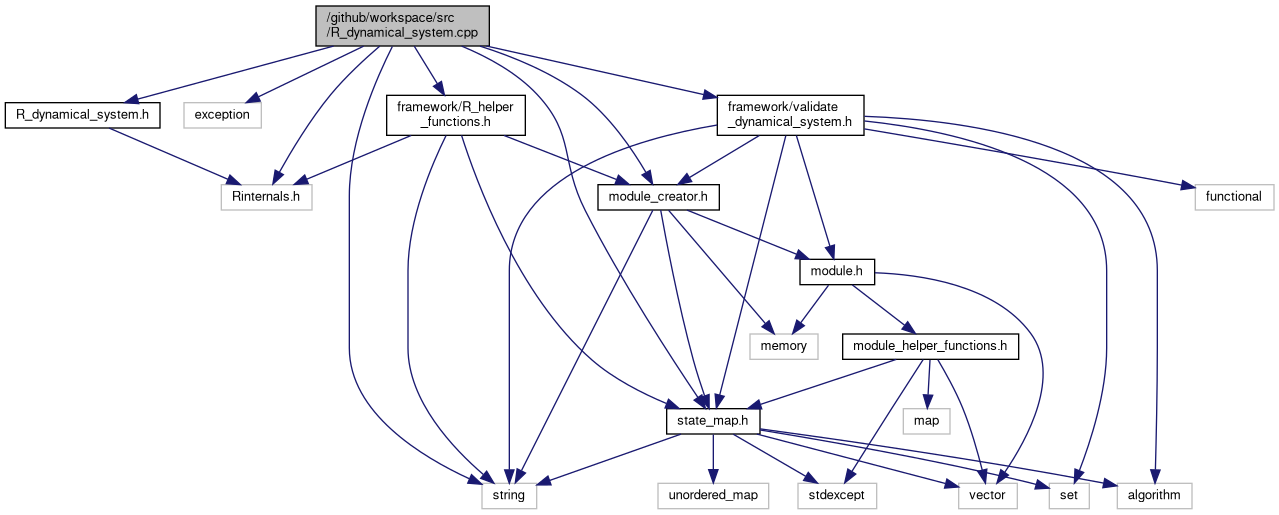 /github/workspace/src
/R_dynamical_system.cpp
R_dynamical_system.h
exception
framework/R_helper
_functions.h
framework/validate
_dynamical_system.h
Rinternals.h
module_creator.h
functional
module.h
memory
module_helper_functions.h
state_map.h
map
string
unordered_map
stdexcept
vector
set
algorithm